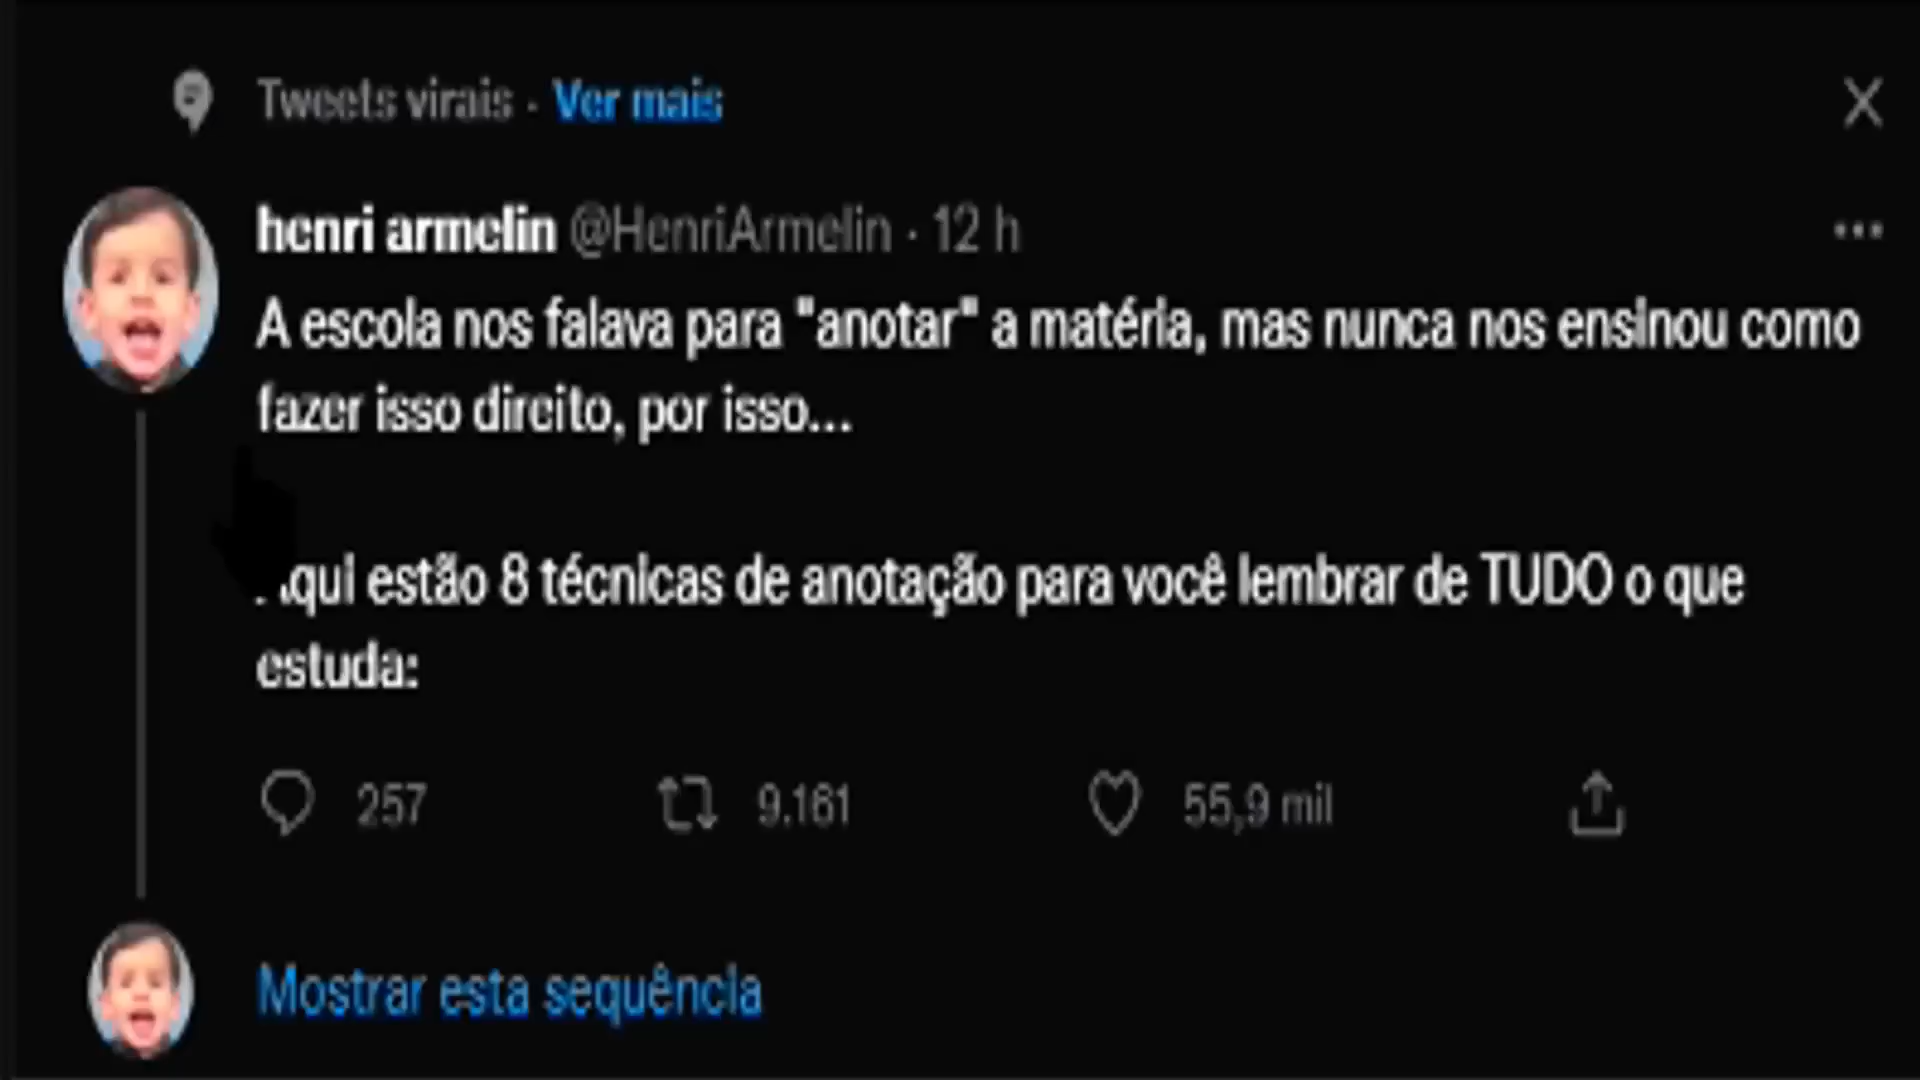 Tweets virais · Ver mais
henri armelin @HenriArmelin · 12 h
A escola nos falava para "anotar" a matéria, mas nunca nos ensinou como
fazer isso direito, por isso...
Aqui estão 8 técnicas de anotação para você lembrar de TUDO o que
estuda:
257 9.161 55,9 mil
Mostrar esta sequência